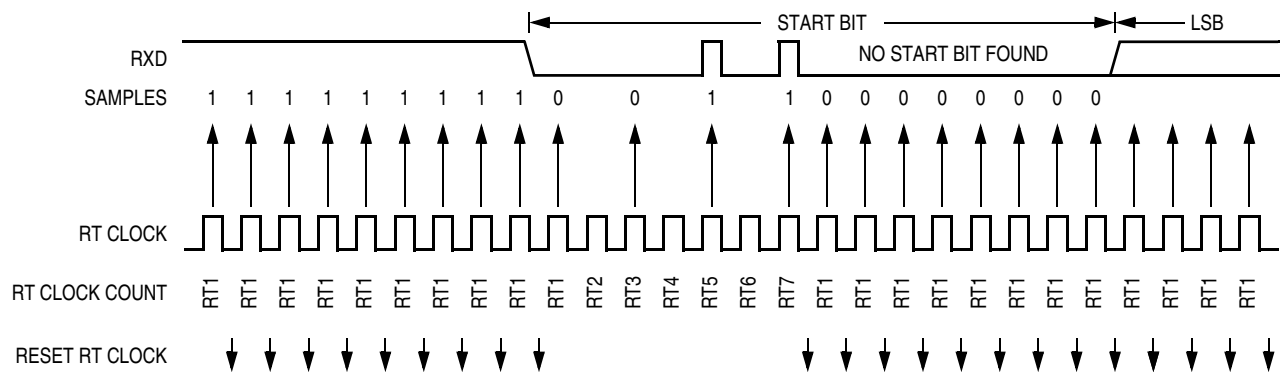 START BIT
LSB
RXD
NO START BIT FOUND
SAMPLES 1 1 1 1 1 1 1 1 1 0 0 1 1 0 0 0 0 0 0 0 0
RT CLOCK
RT CLOCK COUNT RT1 RT1 RT1 RT1 RT1 RT1 RT1 RT1 RT1 RT1 RT2 RT3 RT4 RT5 RT6 RT7 RT1 RT1 RT1 RT1 RT1 RT1 RT1 RT1 RT1 RT1 RT1 RT1
RESET RT CLOCK